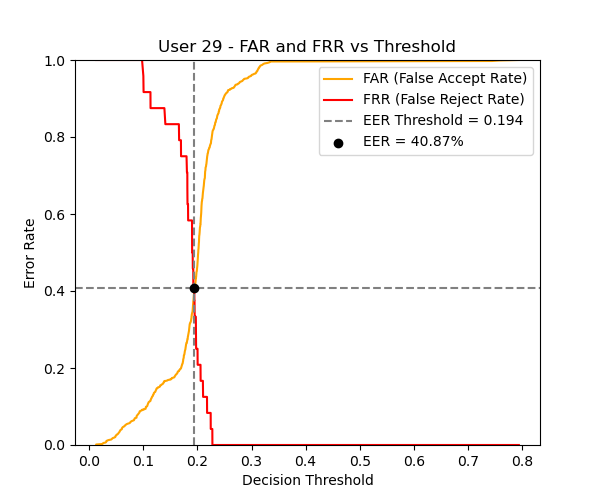 User 29 - FAR and FRR vs Threshold
FAR (False Accept Rate)
FRR (False Reject Rate)
EER Threshold = 0.194
EER = 40.87%
Error Rate
1.0
0.8
0.6
0.4
0.2
0.0
0.0 0.1 0.2 0.3 0.4 0.5 0.6 0.7 0.8
Decision Threshold